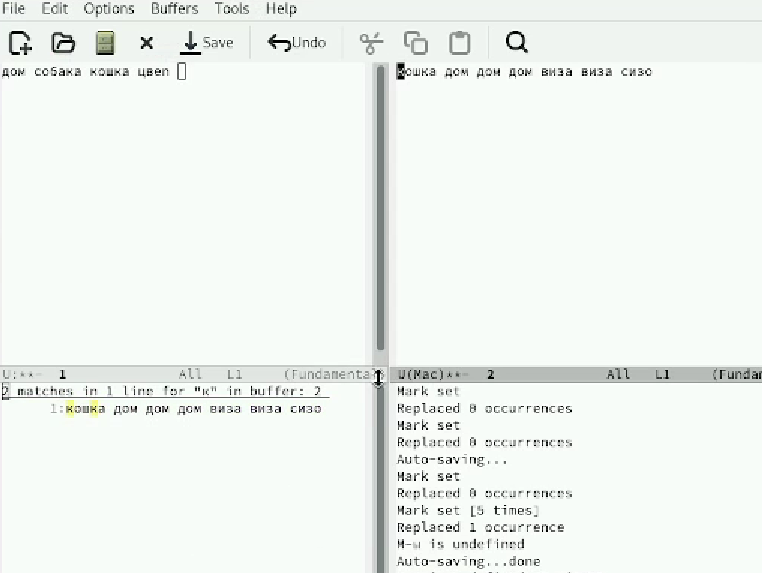 File Edit Options Buffers Tools Help
Save Undo
дом собака кошка цвеп
кошка дом дом дом виза виза сизо
U:**- 1 All L1 (Fundamenta
U(Mac)**- 2 All L1 (Fundam
2 matches in 1 line for "к" in buffer: 2
1:кошка дом дом дом виза виза сизо
Mark set
Replaced 0 occurrences
Mark set
Replaced 0 occurrences
Auto-saving...
Mark set
Replaced 0 occurrences
Mark set [5 times]
Replaced 1 occurrence
M-ы is undefined
Auto-saving...done